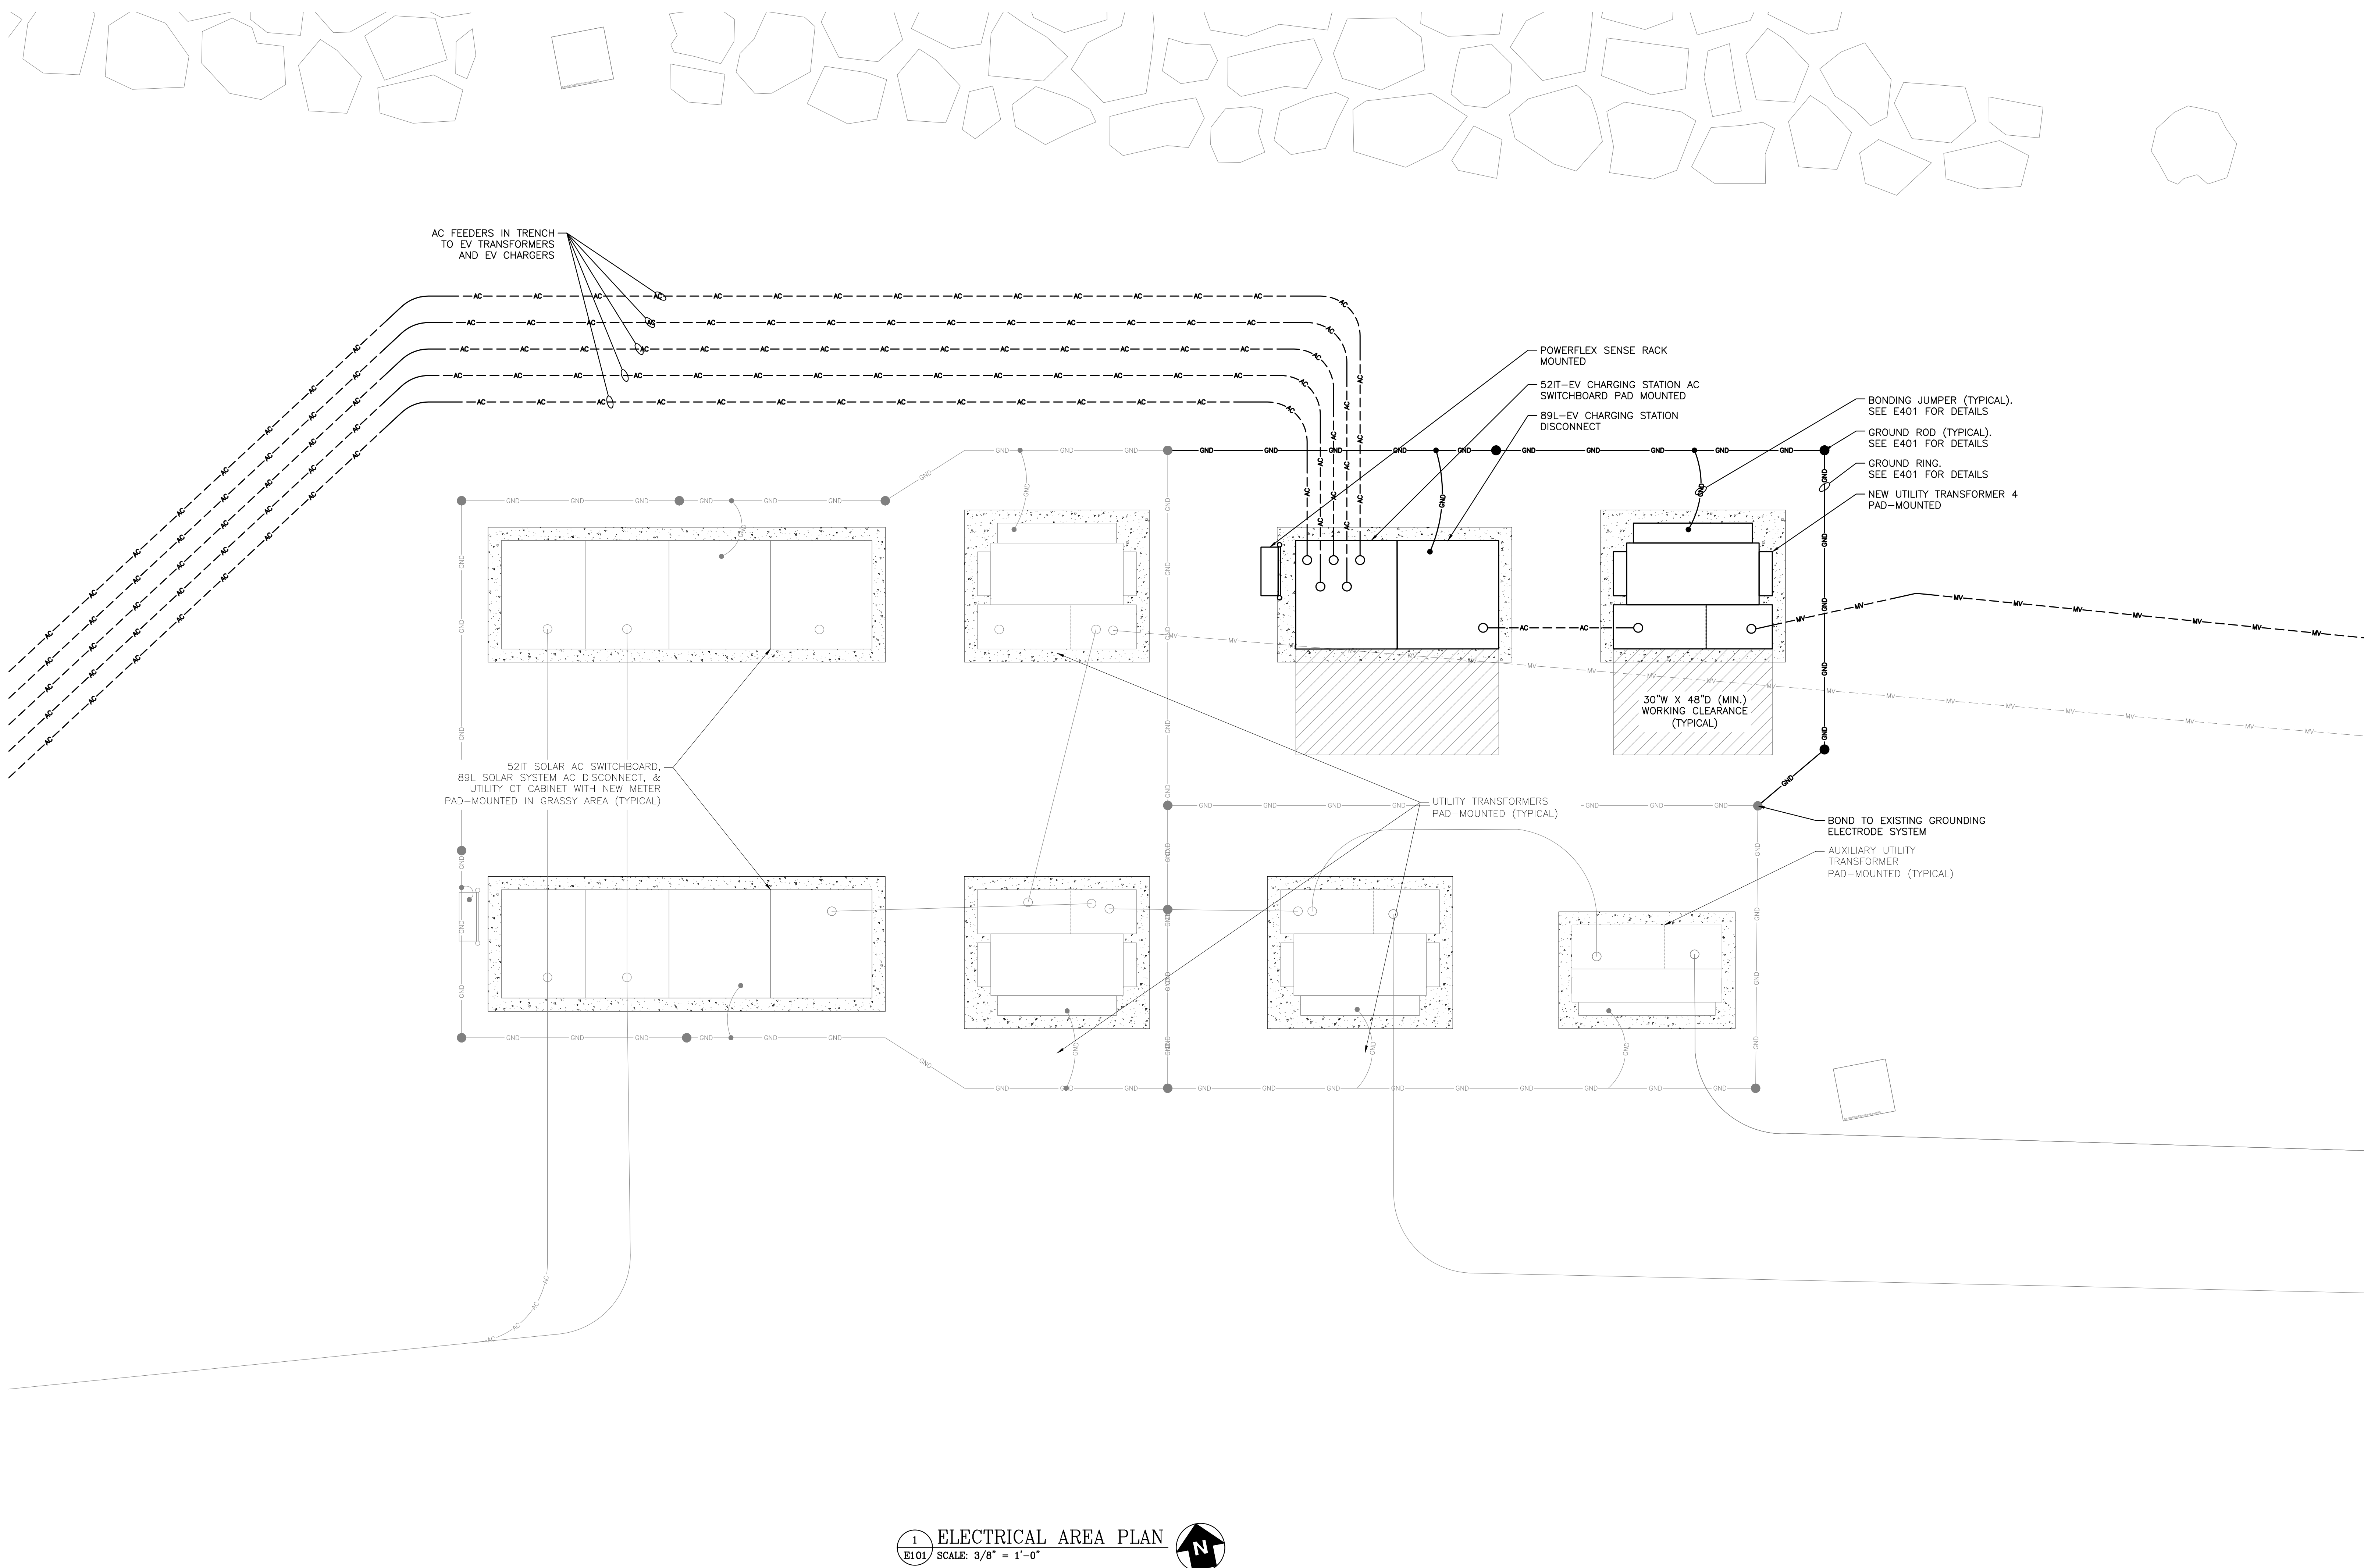 AC FEEDERS IN TRENCH
TO EV TRANSFORMERS
AND EV CHARGERS
POWERFLEX SENSE RACK
MOUNTED
52IT-EV CHARGING STATION AC
SWITCHBOARD PAD MOUNTED
89L-EV CHARGING STATION
DISCONNECT
BONDING JUMPER (TYPICAL).
SEE E401 FOR DETAILS
GROUND ROD (TYPICAL).
SEE E401 FOR DETAILS
GROUND RING.
SEE E401 FOR DETAILS
NEW UTILITY TRANSFORMER 4
PAD-MOUNTED
AC
GND
MV
30"W X 48"D (MIN.)
WORKING CLEARANCE
(TYPICAL)
52IT SOLAR AC SWITCHBOARD,
89L SOLAR SYSTEM AC DISCONNECT, &
UTILITY CT CABINET WITH NEW METER
PAD-MOUNTED IN GRASSY AREA (TYPICAL)
UTILITY TRANSFORMERS
PAD-MOUNTED (TYPICAL)
BOND TO EXISTING GROUNDING
ELECTRODE SYSTEM
AUXILIARY UTILITY
TRANSFORMER
PAD-MOUNTED (TYPICAL)
1 ELECTRICAL AREA PLAN
E101 SCALE: 3/8" = 1'-0"
N